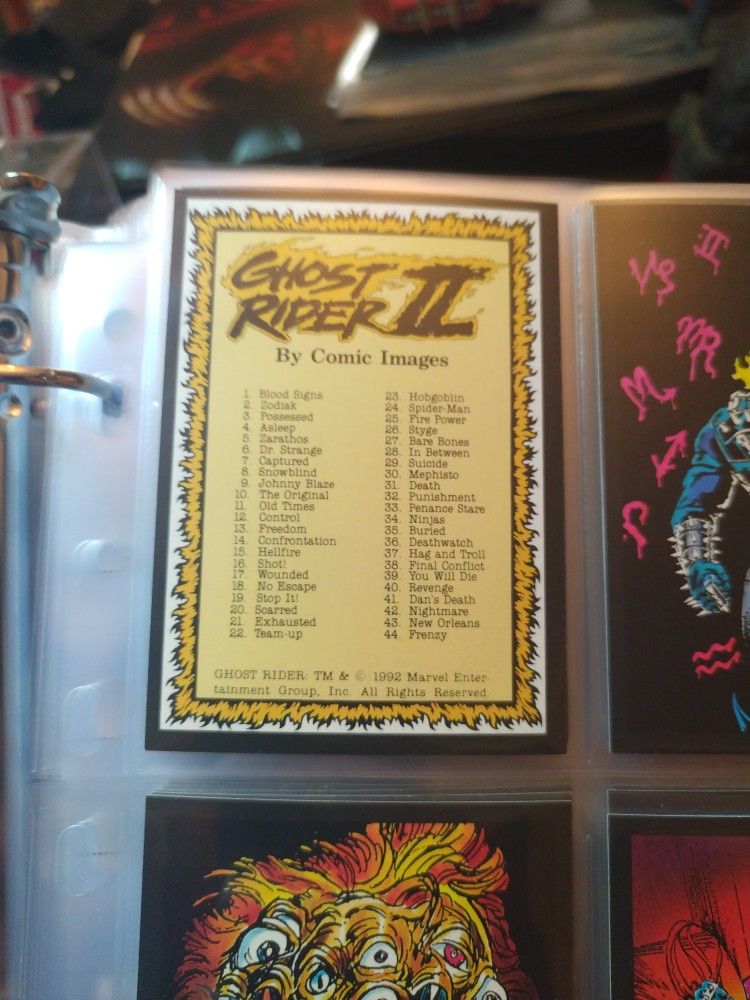 GHOST
RIDER II
By Comic Images
1. Blood Signs
2. Zodiak
3. Possessed
4. Asleep
5. Zarathos
6. Dr. Strange
7. Captured
8. Snowblind
9. Johnny Blaze
10. The Original
11. Old Times
12. Control
13. Freedom
14. Confrontation
15. Hellfire
16. Shot!
17. Wounded
18. No Escape
19. Stop It!
20. Scarred
21. Exhausted
22. Team-up
23. Hobgoblin
24. Spider-Man
25. Fire Power
26. Styge
27. Bare Bones
28. In Between
29. Suicide
30. Mephisto
31. Death
32. Punishment
33. Penance Stare
34. Ninjas
35. Buried
36. Deathwatch
37. Hag and Troll
38. Final Conflict
39. You Will Die
40. Revenge
41. Dan's Death
42. Nightmare
43. New Orleans
44. Frenzy
GHOST RIDER: TM & © 1992 Marvel Enter-
tainment Group, Inc. All Rights Reserved